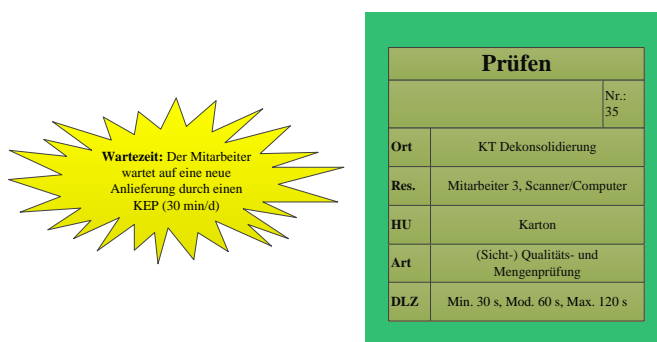 Wartezeit: Der Mitarbeiter
wartet auf eine neue
Anlieferung durch einen
KEP (30 min/d)
Prüfen
Nr.:
35
Ort KT Dekonsolidierung
Res. Mitarbeiter 3, Scanner/Computer
HU Karton
Art (Sicht-) Qualitäts- und
Mengenprüfung
DLZ Min. 30 s, Mod. 60 s, Max. 120 s